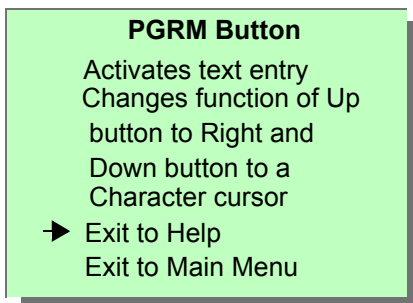 PGRM Button
Activates text entry
Changes function of Up
button to Right and
Down button to a
Character cursor
Exit to Help
Exit to Main Menu